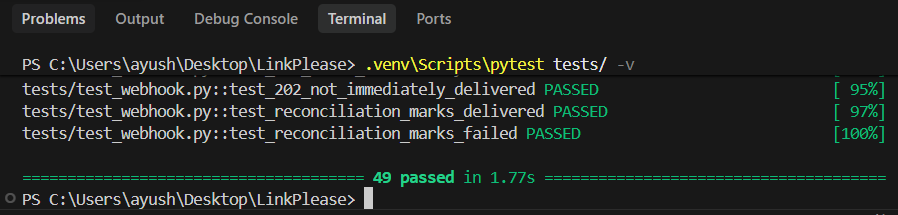 Problems Output Debug Console Terminal Ports
PS C:\Users\ayush\Desktop\LinkPlease> .venv\Scripts\pytest tests/ -v
tests/test_webhook.py::test_202_not_immediately_delivered PASSED [ 95%]
tests/test_webhook.py::test_reconciliation_marks_delivered PASSED [ 97%]
tests/test_webhook.py::test_reconciliation_marks_failed PASSED [100%]
====================================== 49 passed in 1.77s ======================================
PS C:\Users\ayush\Desktop\LinkPlease>